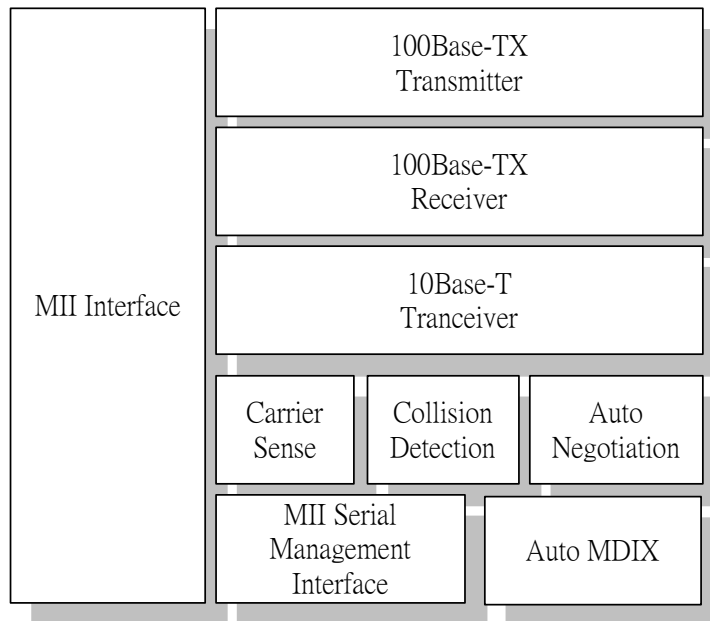 MII Interface
100Base-TX
Transmitter
100Base-TX
Receiver
10Base-T
Tranceiver
Carrier
Sense
Collision
Detection
Auto
Negotiation
MII Serial
Management
Interface
Auto MDIX